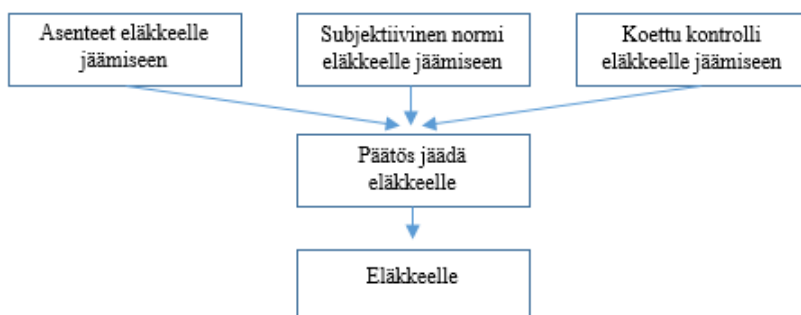 Asenteet eläkkeelle
jäämiseen
Subjektiivinen normi
eläkkeelle jäämiseen
Koettu kontrolli
eläkkeelle jäämiseen
Päätös jäädä
eläkkeelle
Eläkkeelle